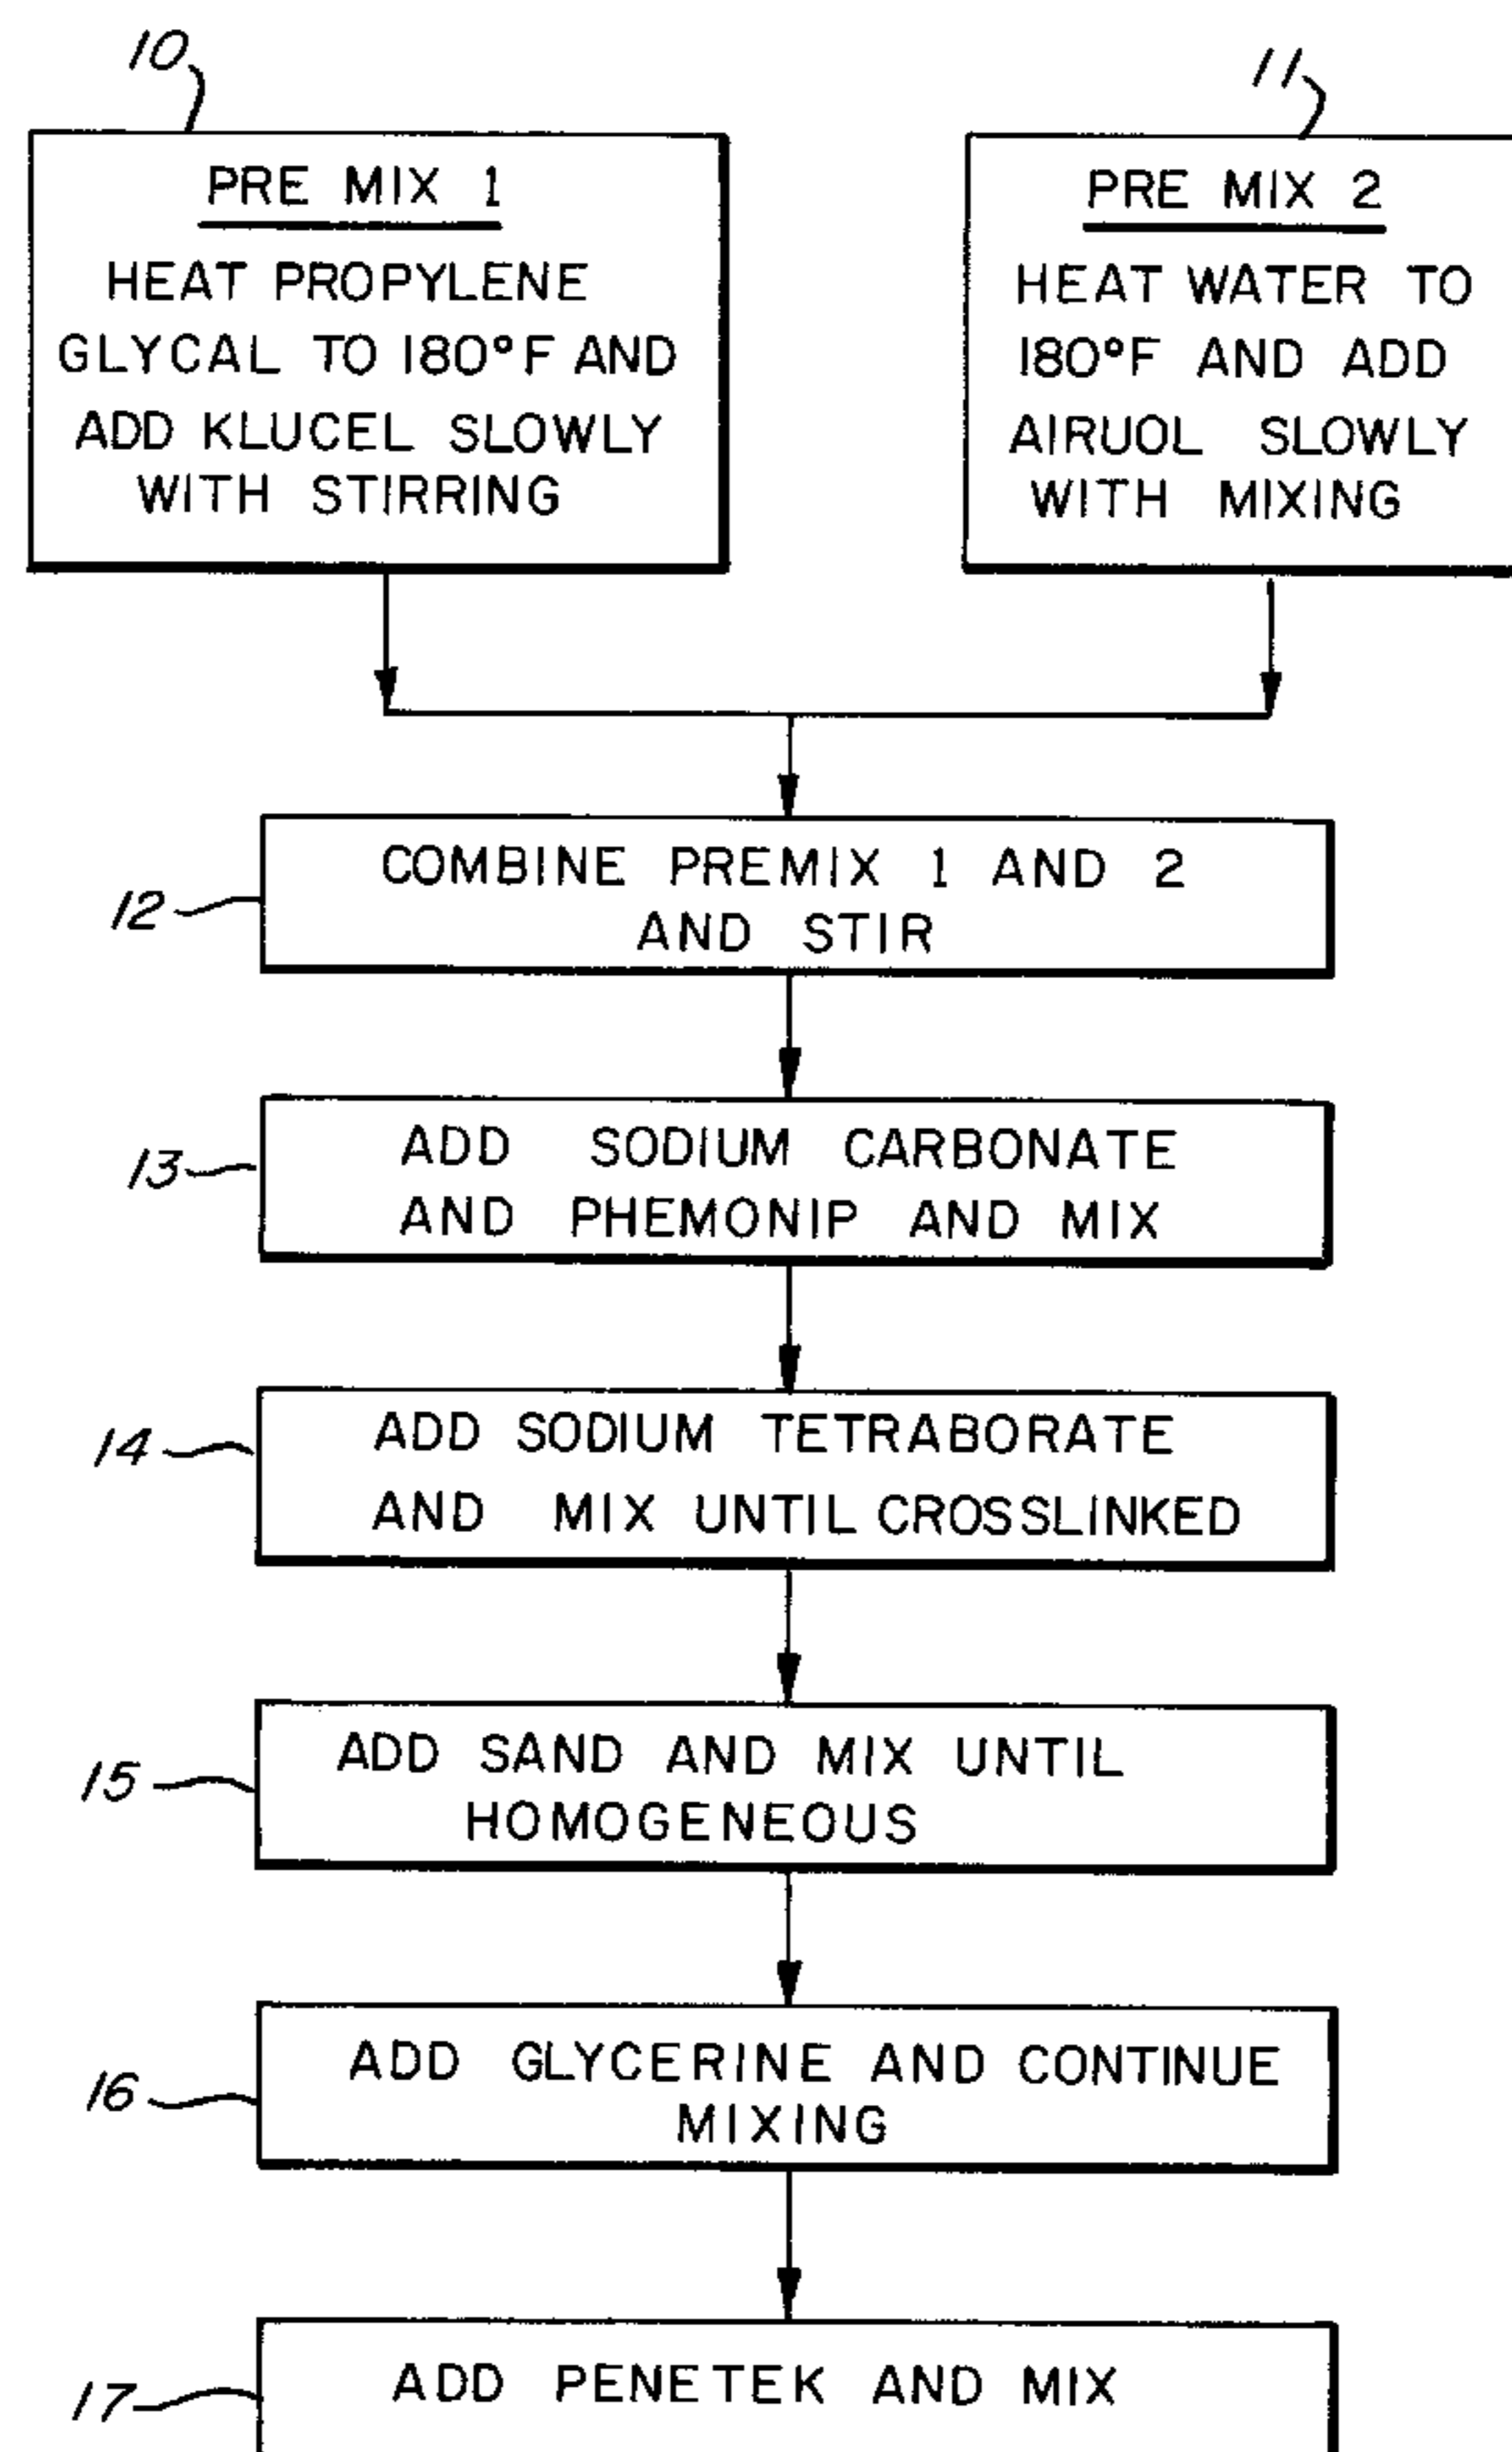 10
11
PRE MIX 1
HEAT PROPYLENE
GLYCAL TO 180°F AND
ADD KLUCEL SLOWLY
WITH STIRRING
PRE MIX 2
HEAT WATER TO
180°F AND ADD
AIRUOL SLOWLY
WITH MIXING
12
COMBINE PREMIX 1 AND 2
AND STIR
13
ADD SODIUM CARBONATE
AND PHEMONIP AND MIX
14
ADD SODIUM TETRABORATE
AND MIX UNTIL CROSSLINKED
15
ADD SAND AND MIX UNTIL
HOMOGENEOUS
16
ADD GLYCERINE AND CONTINUE
MIXING
17
ADD PENETEK AND MIX